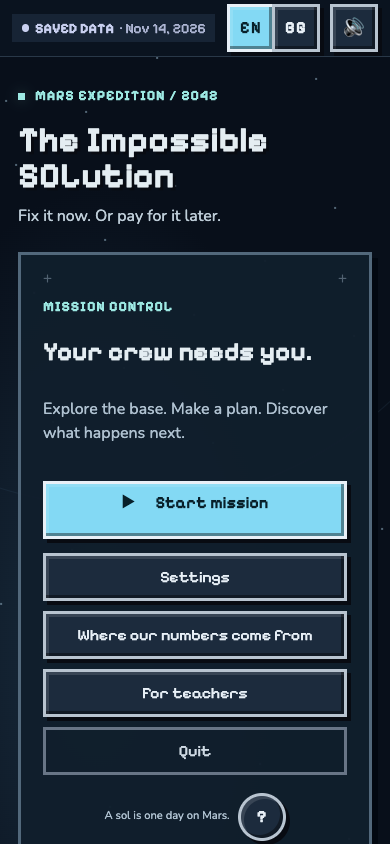 SAVED DATA · Nov 14, 2026
EN
MARS EXPEDITION / 2042
The Impossible
SOLution
Fix it now. Or pay for it later.
MISSION CONTROL
Your crew needs you.
Explore the base. Make a plan. Discover
what happens next.
Start mission
Settings
Where our numbers come from
For teachers
Quit
A sol is one day on Mars.
?